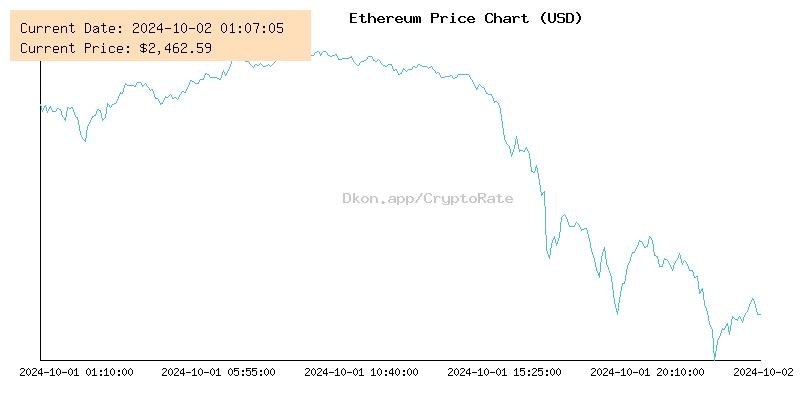 Ethereum Price Chart (USD)
Current Date: 2024-10-02 01:07:05
Current Price: $2,462.59
Dkon.app/CryptoRate
2024-10-01 01:10:00 2024-10-01 05:55:00 2024-10-01 10:40:00 2024-10-01 15:25:00 2024-10-01 20:10:00 2024-10-02